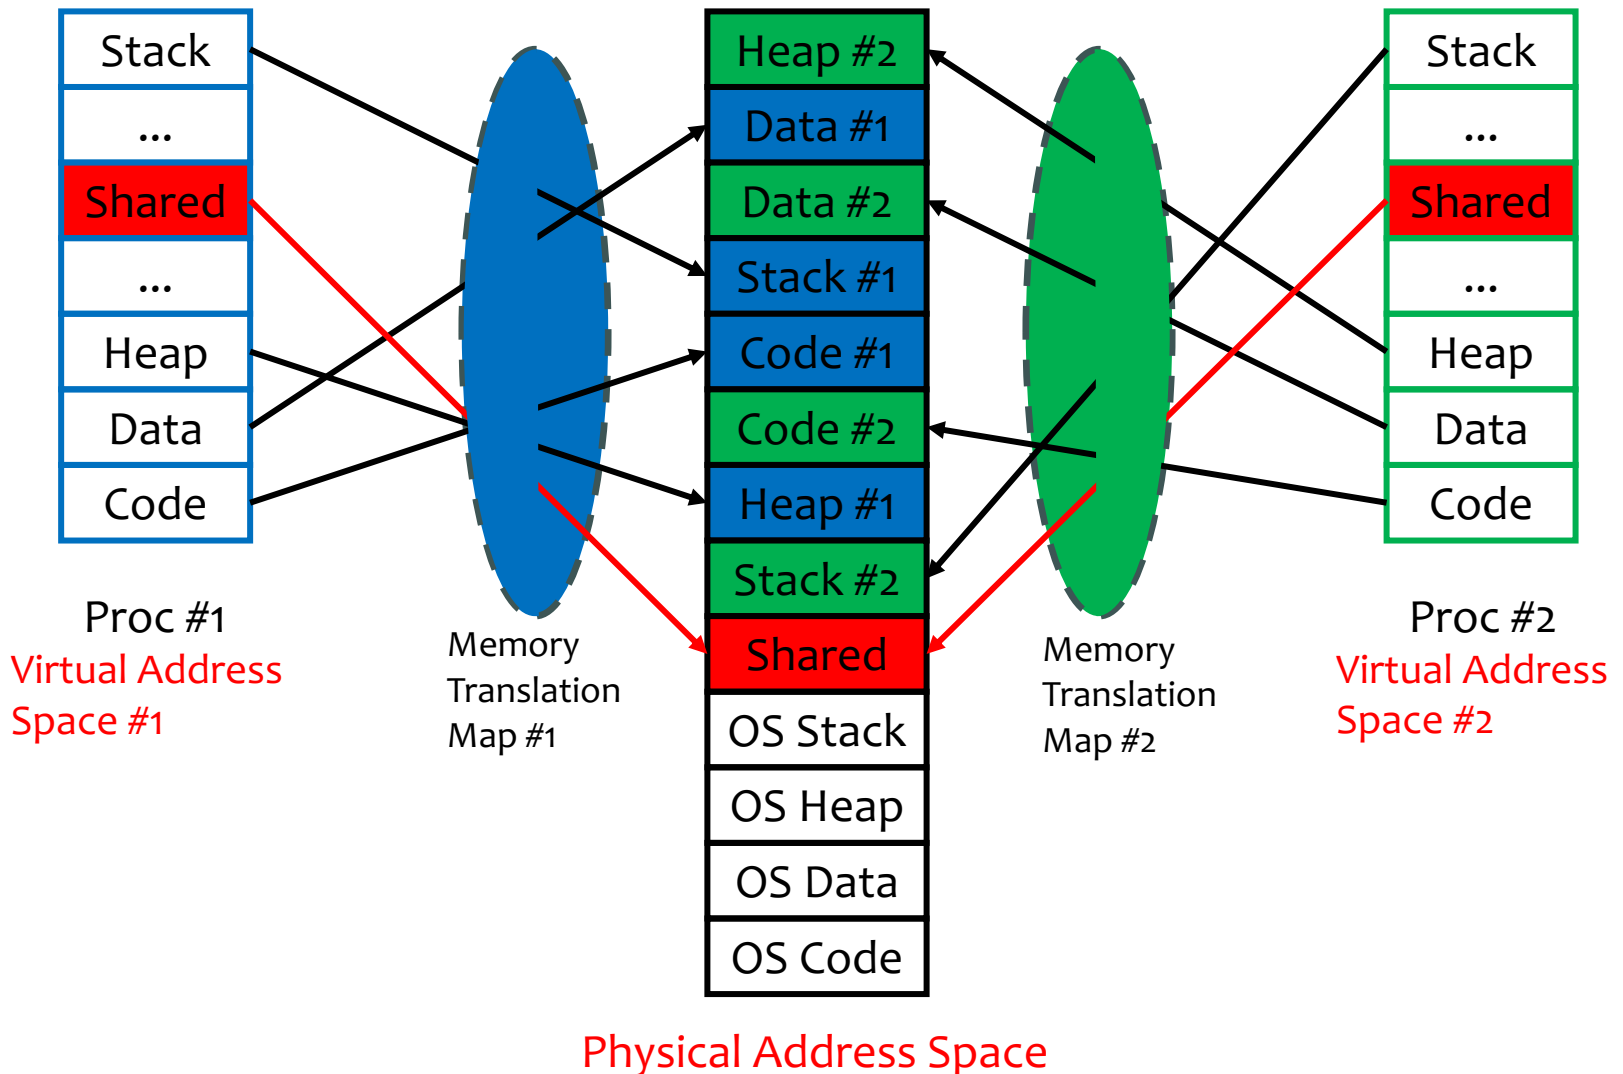 Stack
...
Shared
...
Heap
Data
Code
Proc #1
Virtual Address
Space #1
Memory
Translation
Map #1
Heap #2
Data #1
Data #2
Stack #1
Code #1
Code #2
Heap #1
Stack #2
Shared
OS Stack
OS Heap
OS Data
OS Code
Physical Address Space
Memory
Translation
Map #2
Stack
...
Shared
...
Heap
Data
Code
Proc #2
Virtual Address
Space #2